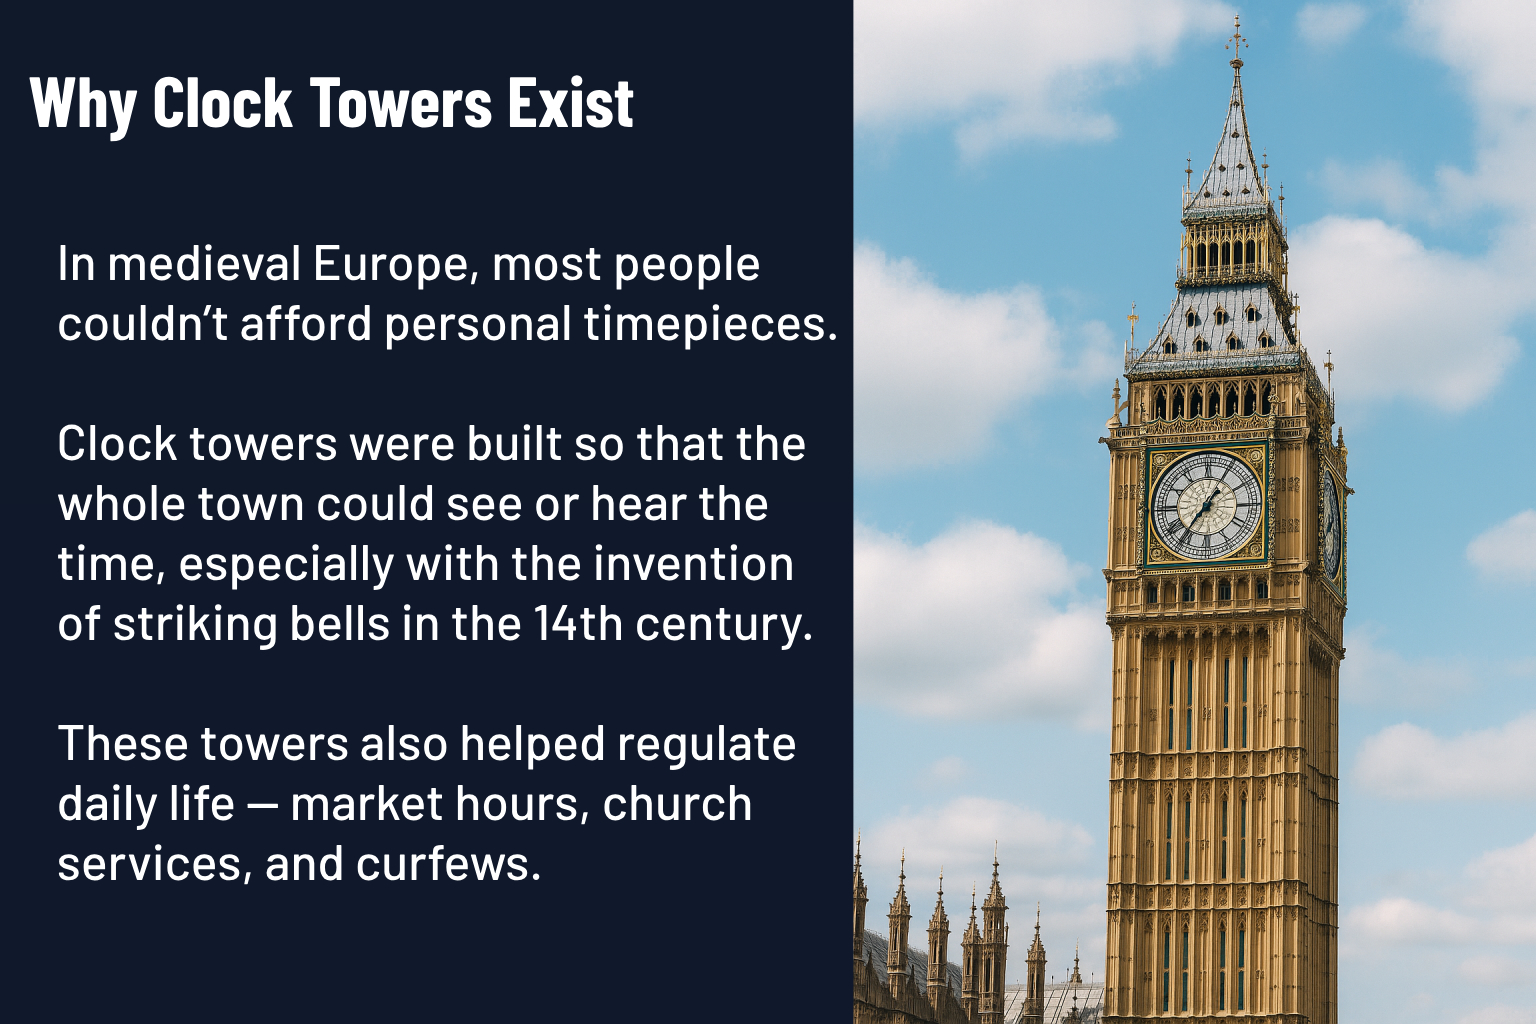 Why Clock Towers Exist
In medieval Europe, most people
couldn’t afford personal timepieces.
Clock towers were built so that the
whole town could see or hear the
time, especially with the invention
of striking bells in the 14th century.
These towers also helped regulate
daily life — market hours, church
services, and curfews.